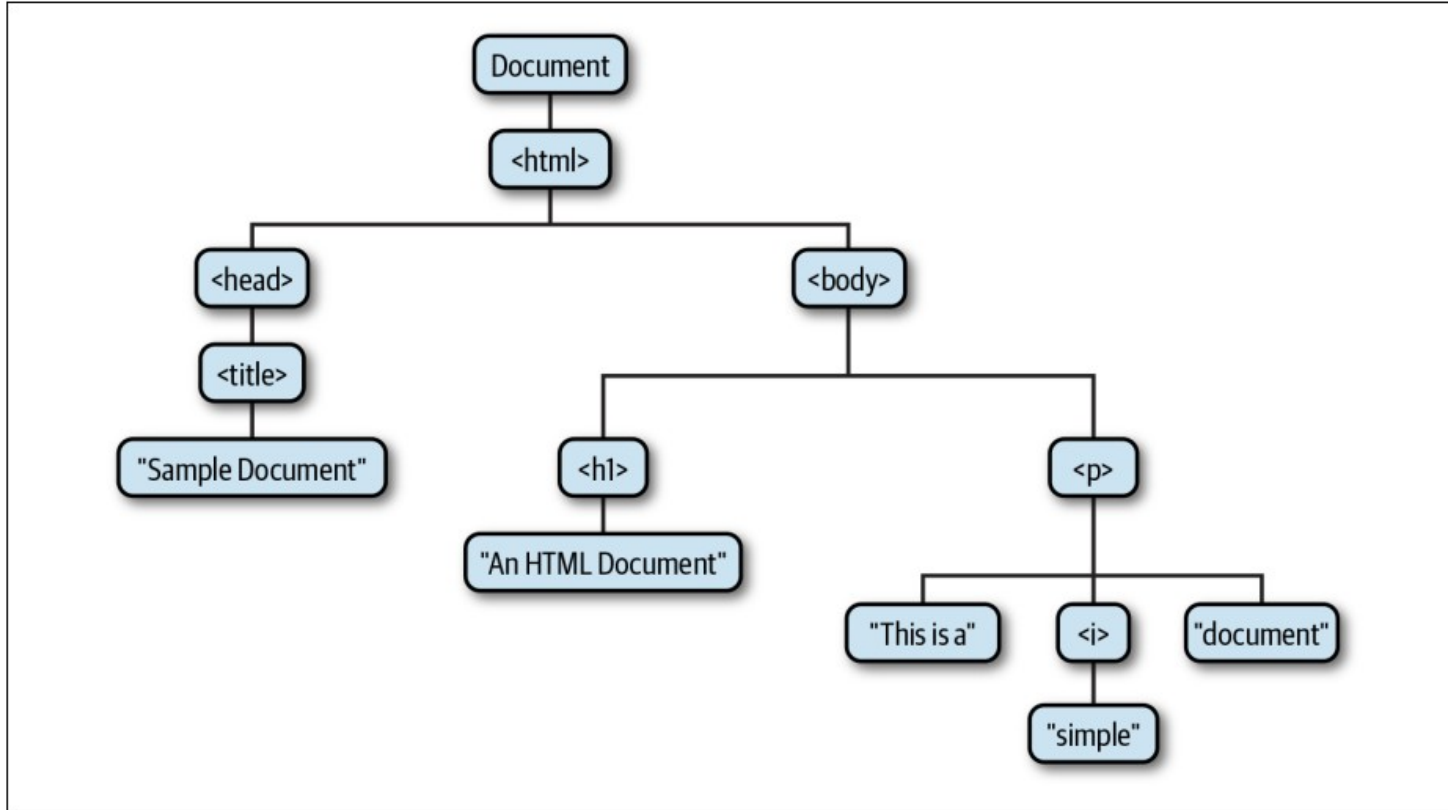 Document
<html>
<head>
<body>
<title>
"Sample Document"
<h1>
<p>
"An HTML Document"
"This is a"
<i>
"document"
"simple"